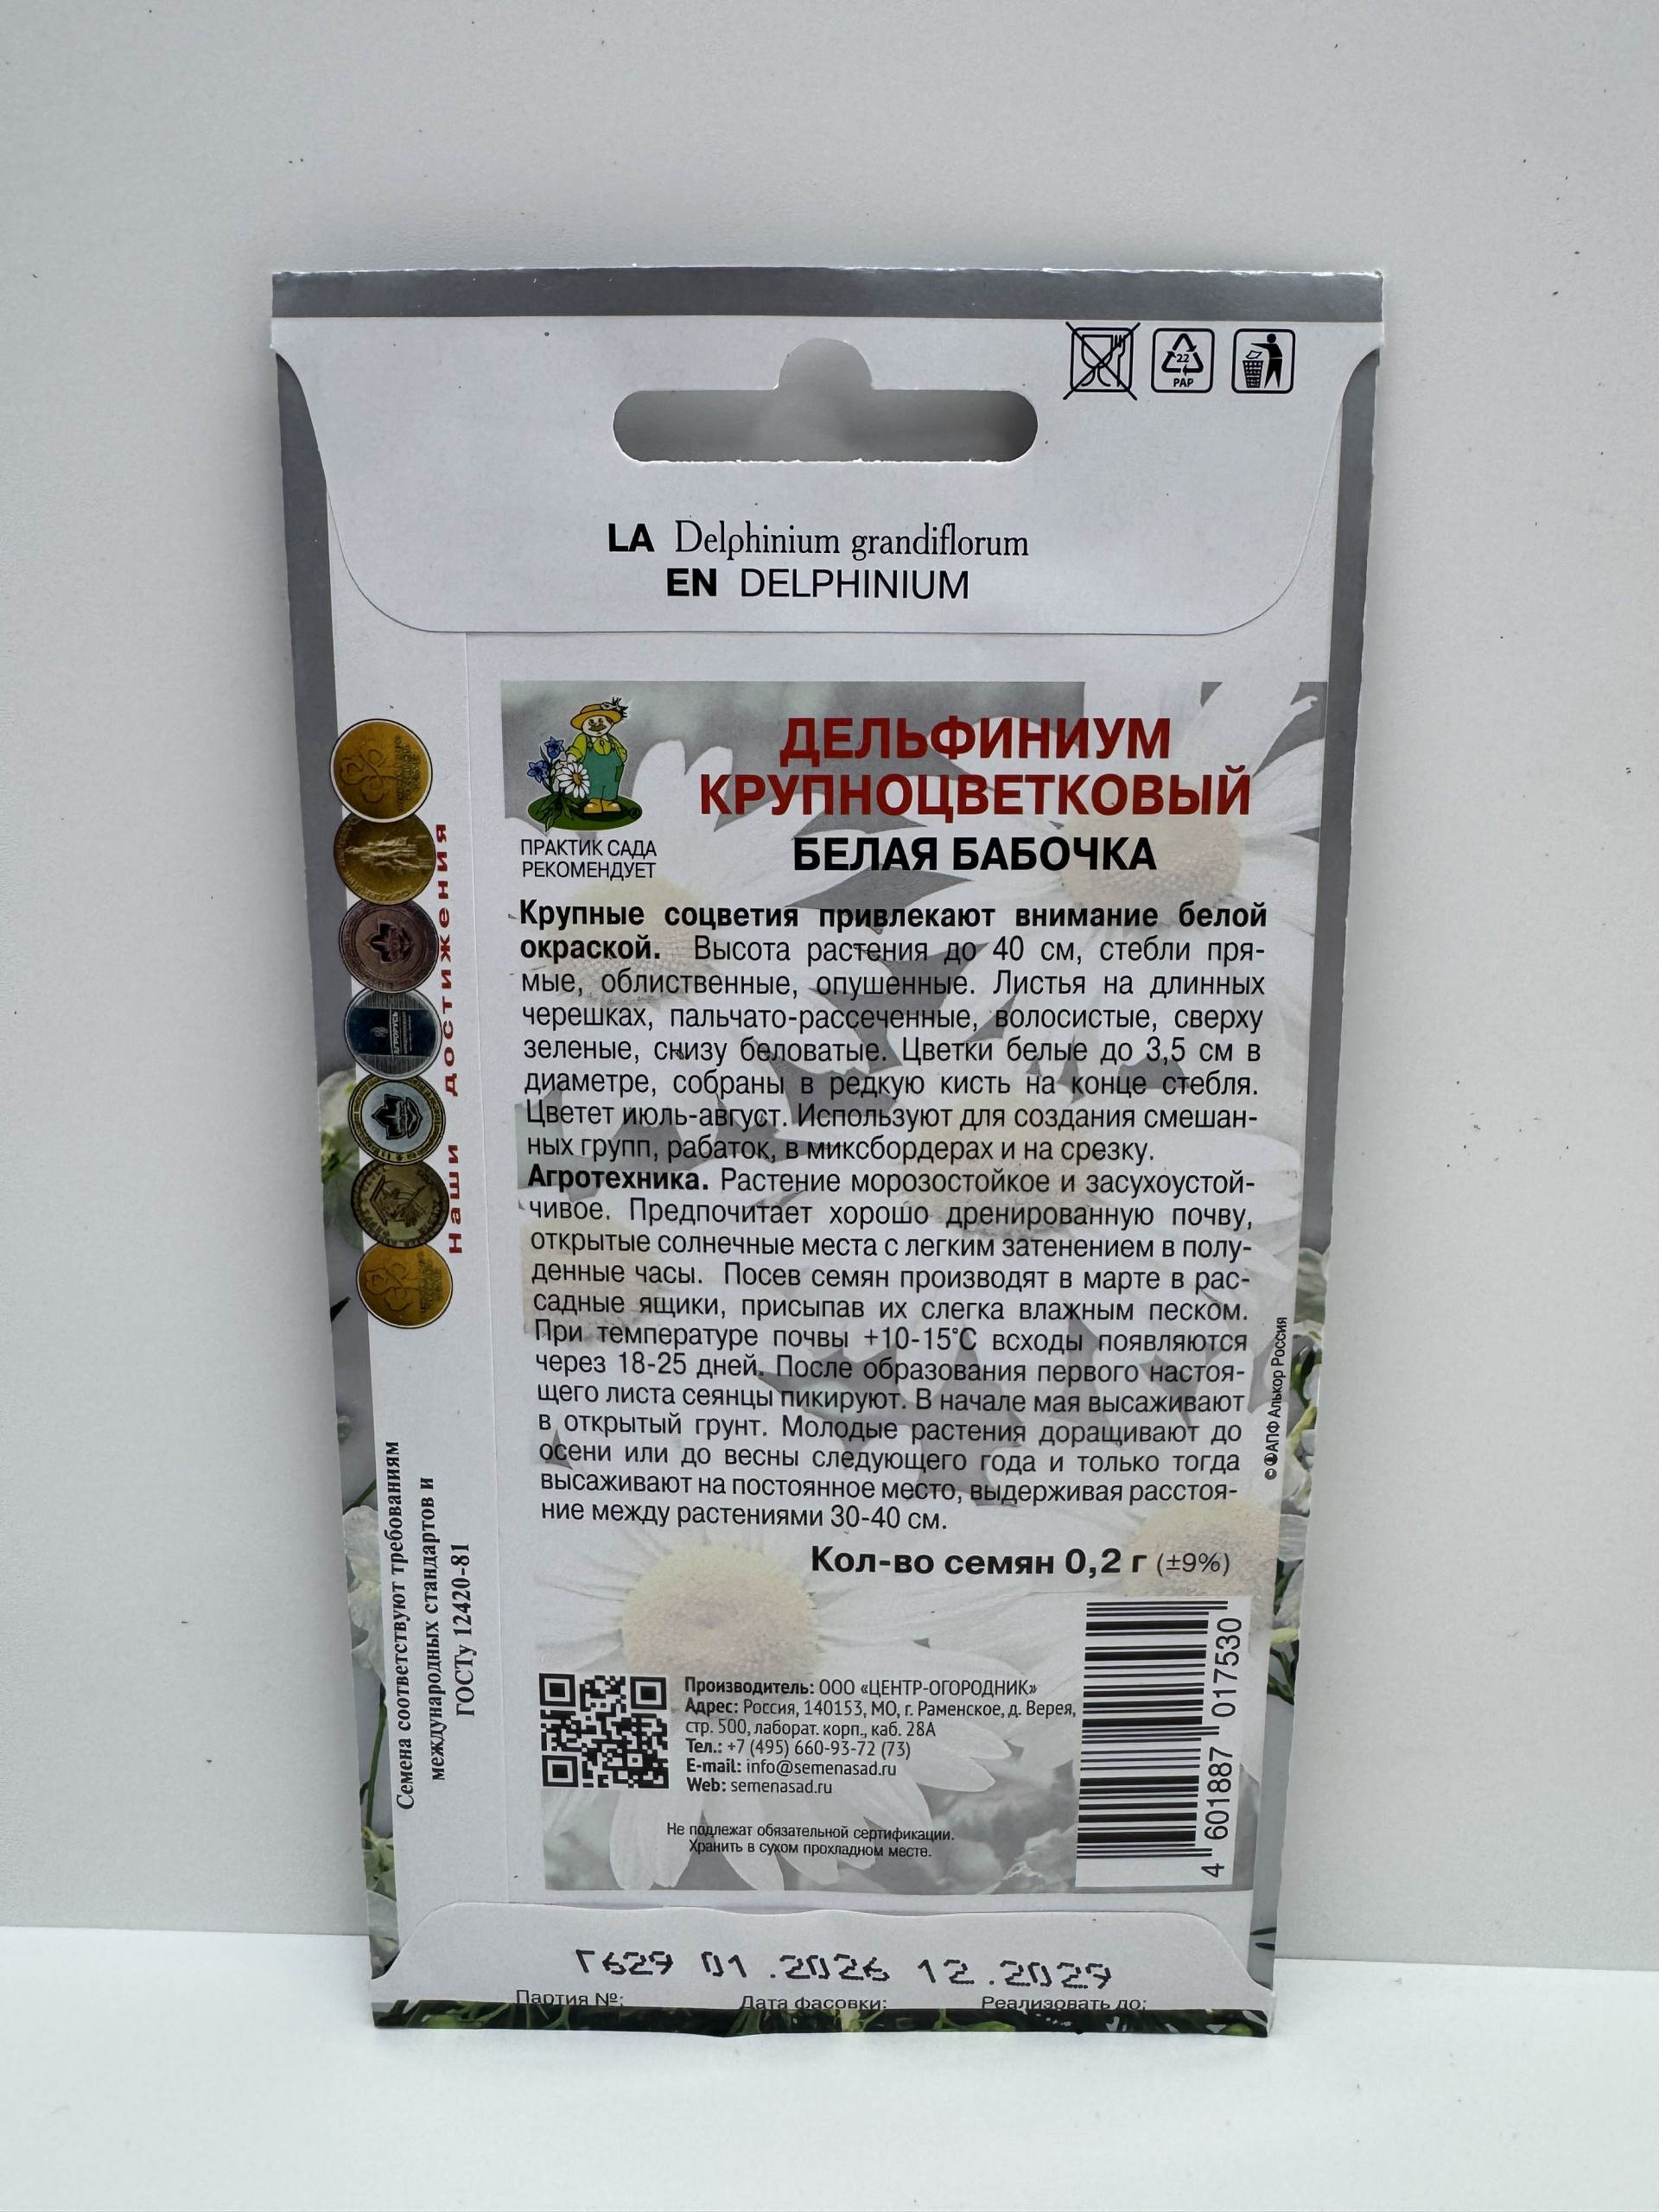 22
PAP
LA Delphinium grandiflorum
EN DELPHINIUM
ПРАКТИК САДА
РЕКОМЕНДУЕТ
ДЕЛЬФИНИУМ
КРУПНОЦВЕТКОВЫЙ
БЕЛАЯ БАБОЧКА
Крупные соцветия привлекают внимание белой
окраской. Высота растения до 40 см, стебли пря-
мые, облиственные, опушенные. Листья на длинных
черешках, пальчато-рассеченные, волосистые, сверху
зеленые, снизу беловатые. Цветки белые до 3,5 см в
диаметре, собраны в редкую кисть на конце стебля.
Цветет июль-август. Используют для создания смешан-
ных групп, рабаток, в миксбордерах и на срезку.
Агротехника. Растение морозостойкое и засухоустой-
чивое. Предпочитает хорошо дренированную почву,
открытые солнечные места с легким затенением в полу-
денные часы. Посев семян производят в марте в рас-
садные ящики, присыпав их слегка влажным песком.
При температуре почвы +10-15°С всходы появляются
через 18-25 дней. После образования первого настоя-
щего листа сеянцы пикируют. В начале мая высаживают
в открытый грунт. Молодые растения доращивают до
осени или до весны следующего года и только тогда
высаживают на постоянное место, выдерживая расстоя-
ние между растениями 30-40 см.
Кол-во семян 0,2 г (±9%)
Производитель: ООО «ЦЕНТР-ОГОРОДНИК»
Адрес: Россия, 140153, МО, г. Раменское, д. Верея,
стр. 500, лаборат. корп., каб. 28А
Тел.: +7 (495) 660-93-72 (73)
E-mail: info@semenasad.ru
Web: semenasad.ru
Не подлежат обязательной сертификации.
Хранить в сухом прохладном месте.
4 601887 017530
© АПФ Алькор Россия
наши достижения
АГРОРУСЬ
Семена соответствуют требованиям
международных стандартов и
ГОСТу 12420-81
Г629 01.2026 12.2029
Партия №: Дата фасовки: Реализовать до: